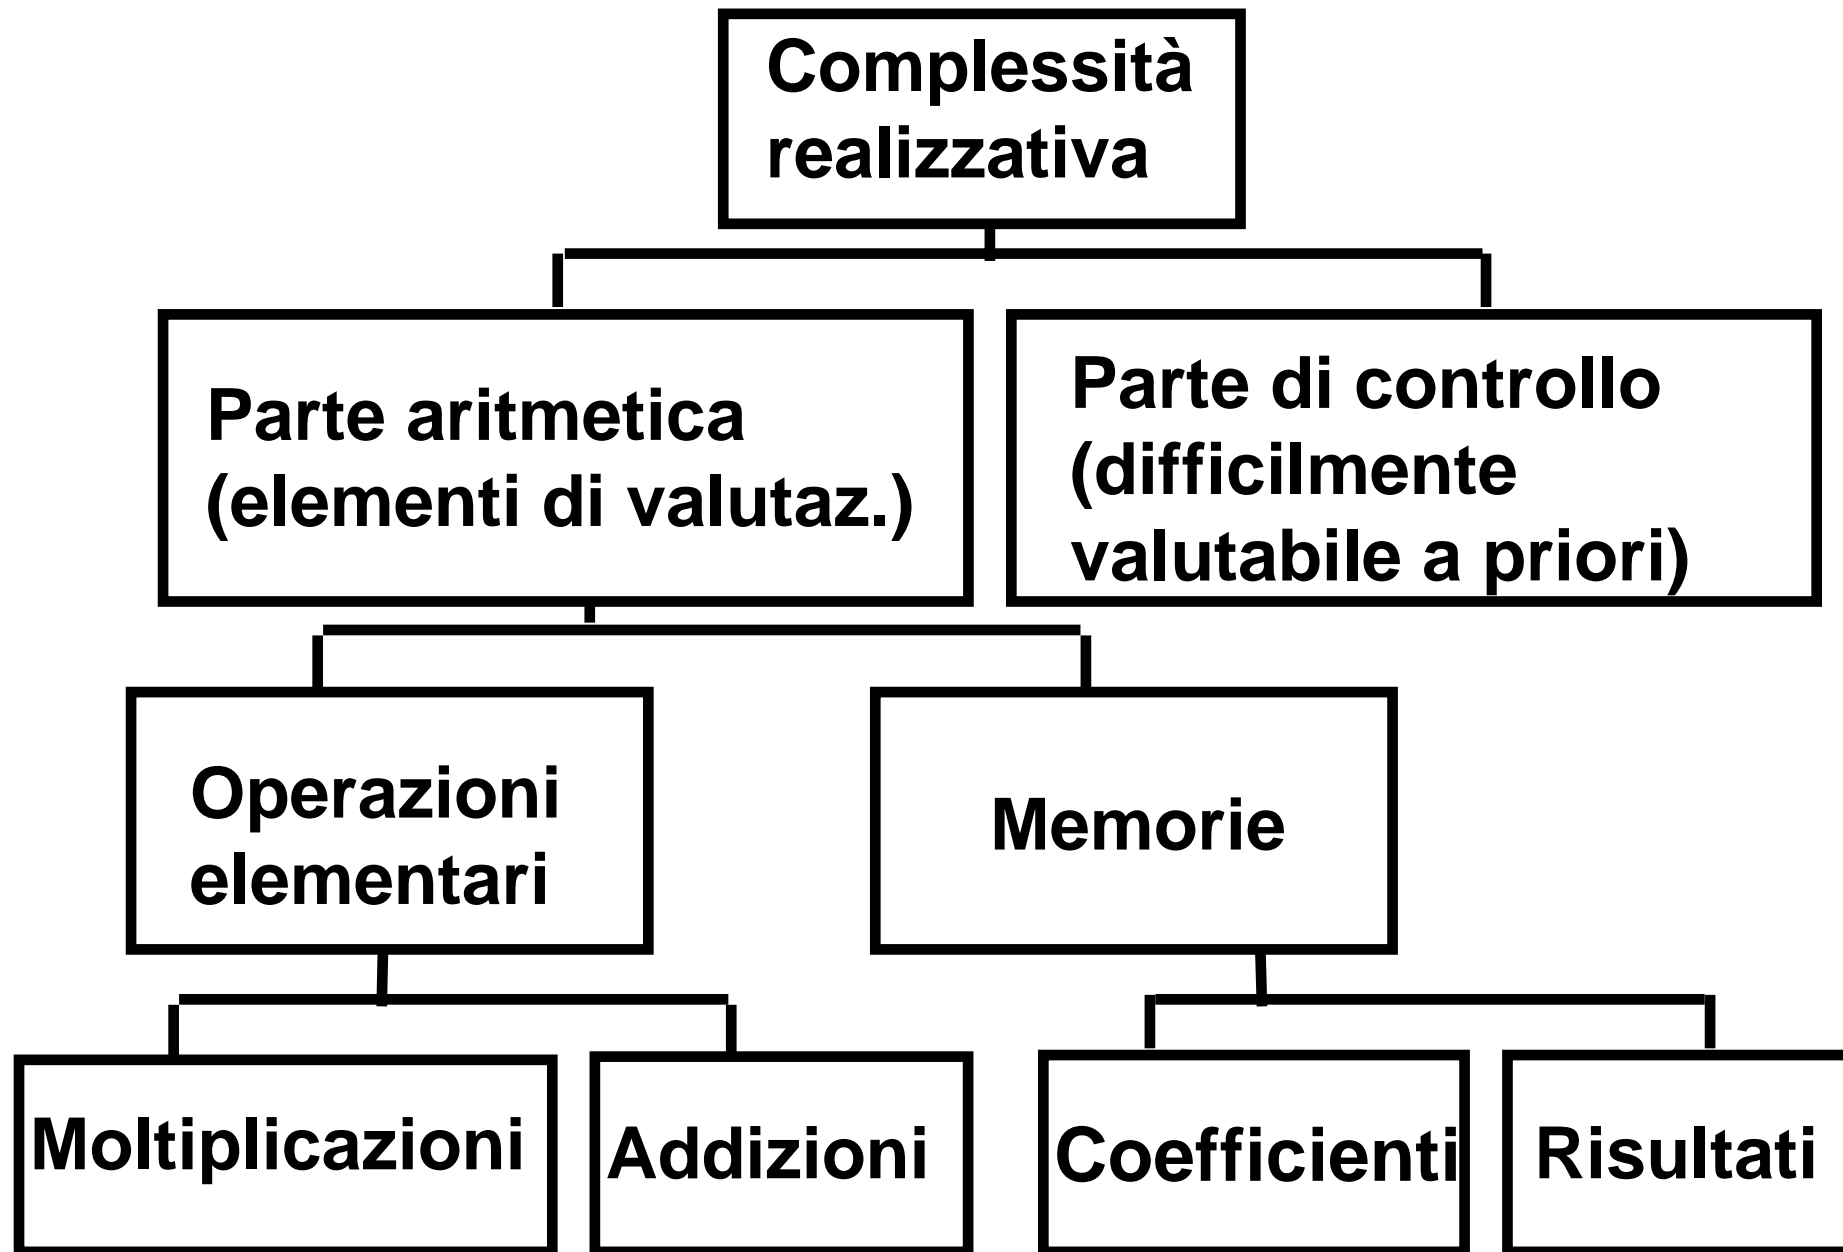 Complessità
realizzativa
Parte aritmetica
(elementi di valutaz.)
Parte di controllo
(difficilmente
valutabile a priori)
Operazioni
elementari
Memorie
Moltiplicazioni
Addizioni
Coefficienti
Risultati